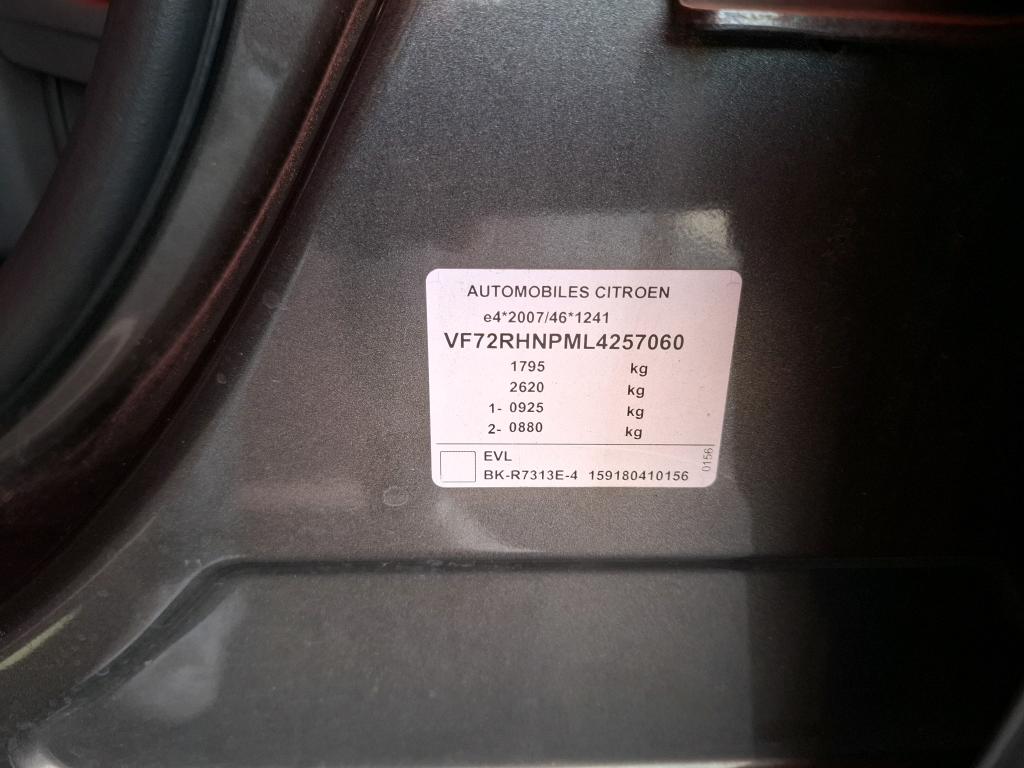 AUTOMOBILES CITROEN
e4*2007/46*1241
VF72RHNPML4257060
1795 kg
2620 kg
1- 0925 kg
2- 0880 kg
EVL
BK-R7313E-4 159180410156
0156